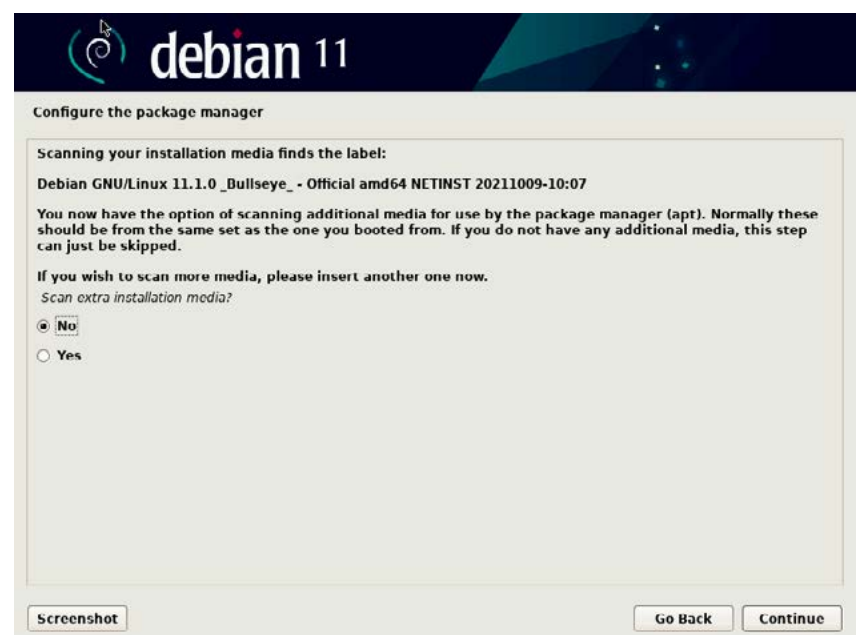 debian 11
Configure the package manager
Scanning your installation media finds the label:
Debian GNU/Linux 11.1.0 _Bullseye_ - Official amd64 NETINST 20211009-10:07
You now have the option of scanning additional media for use by the package manager (apt). Normally these
should be from the same set as the one you booted from. If you do not have any additional media, this step
can just be skipped.
If you wish to scan more media, please insert another one now.
Scan extra installation media?
No
Yes
Screenshot
Go Back
Continue